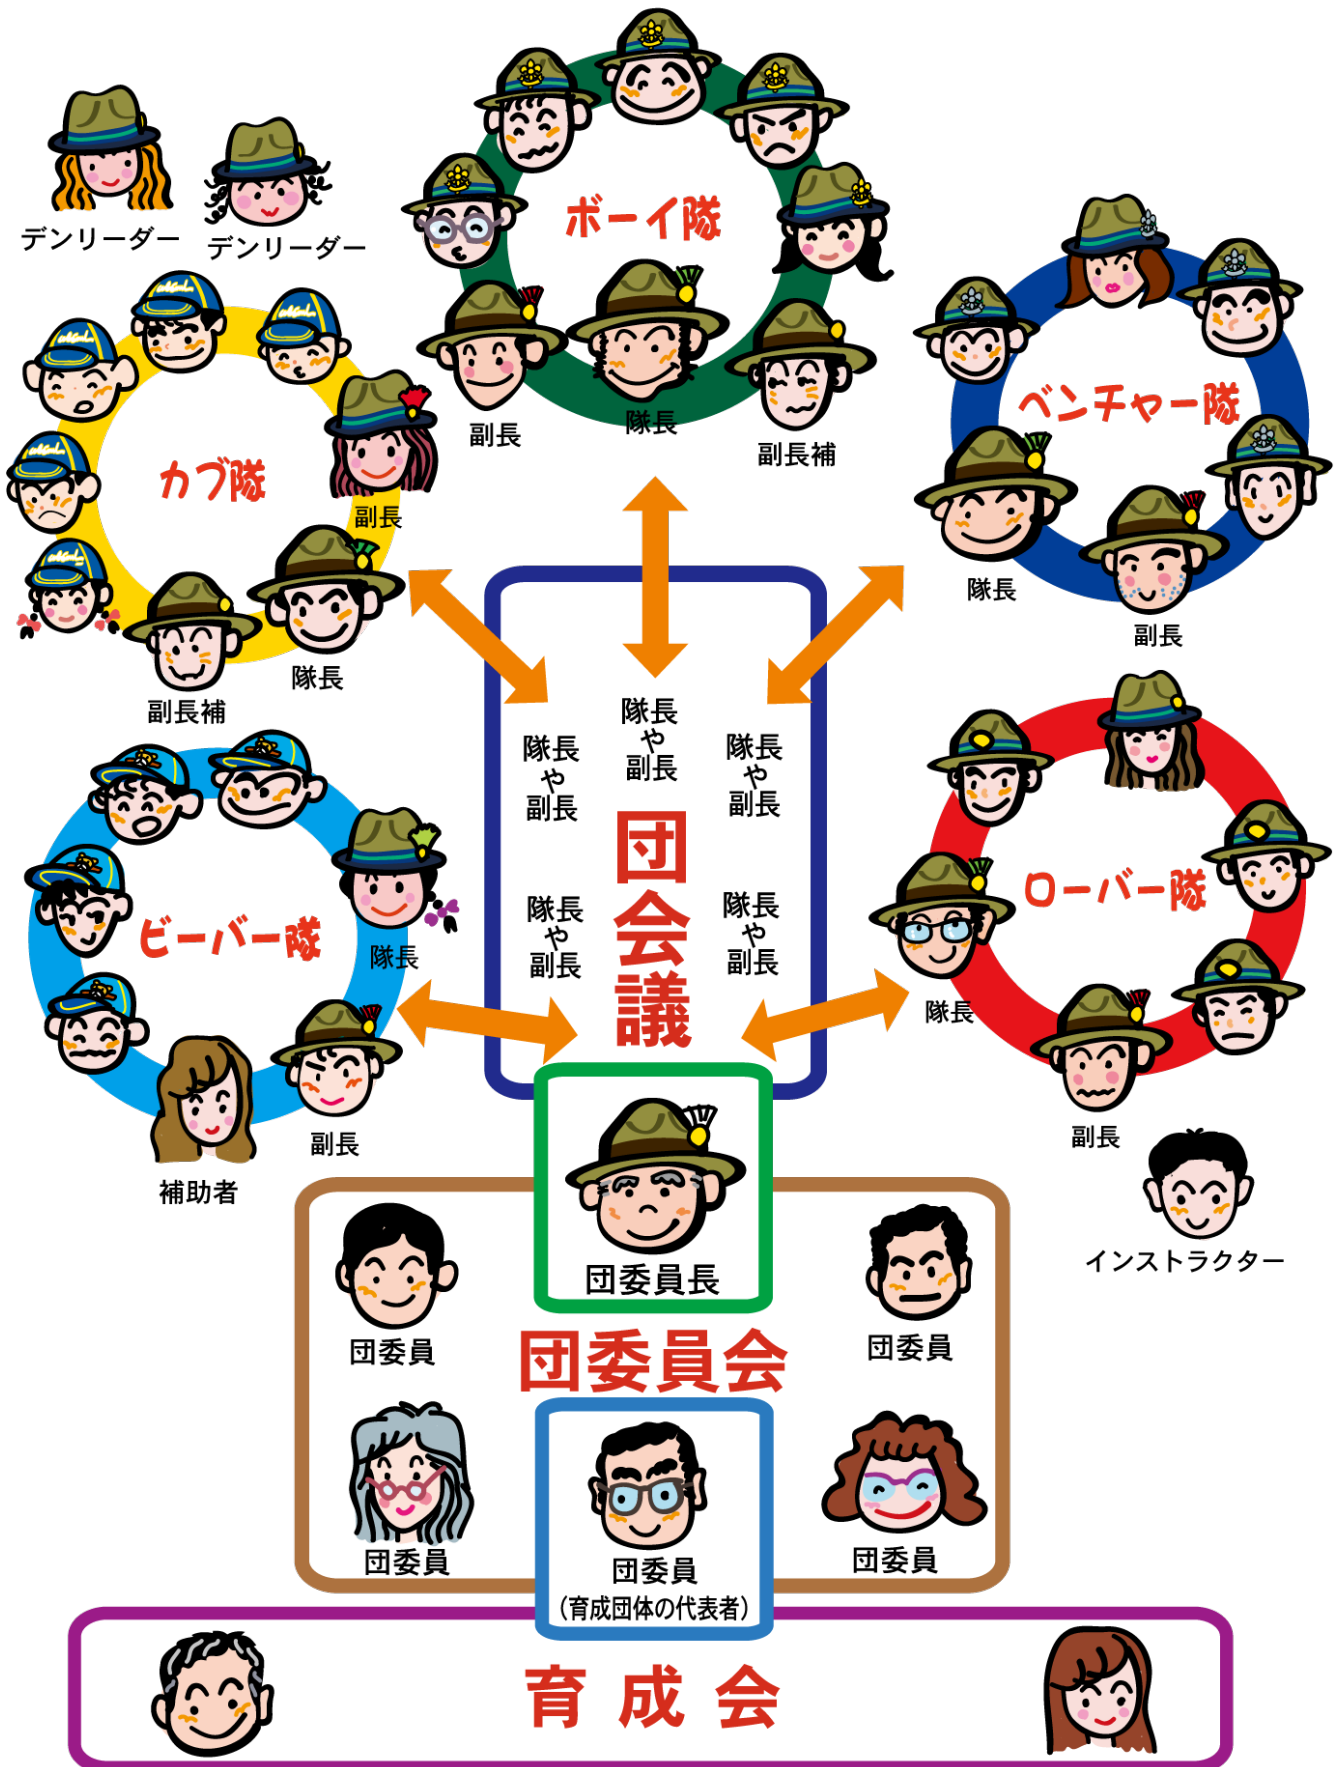 デンリーダー
デンリーダー
ボーイ隊
副長
隊長
副長補
カブ隊
副長
隊長
副長補
ベンチャー隊
隊長
副長
ビーバー隊
隊長
副長
補助者
ローバー隊
隊長
副長
インストラクター
隊長
や
副長
隊長
や
副長
隊長
や
副長
隊長
や
副長
隊長
や
副長
団会議
団委員長
団委員会
団委員
団委員
団委員
団委員
(育成団体の代表者)
団委員
育成会